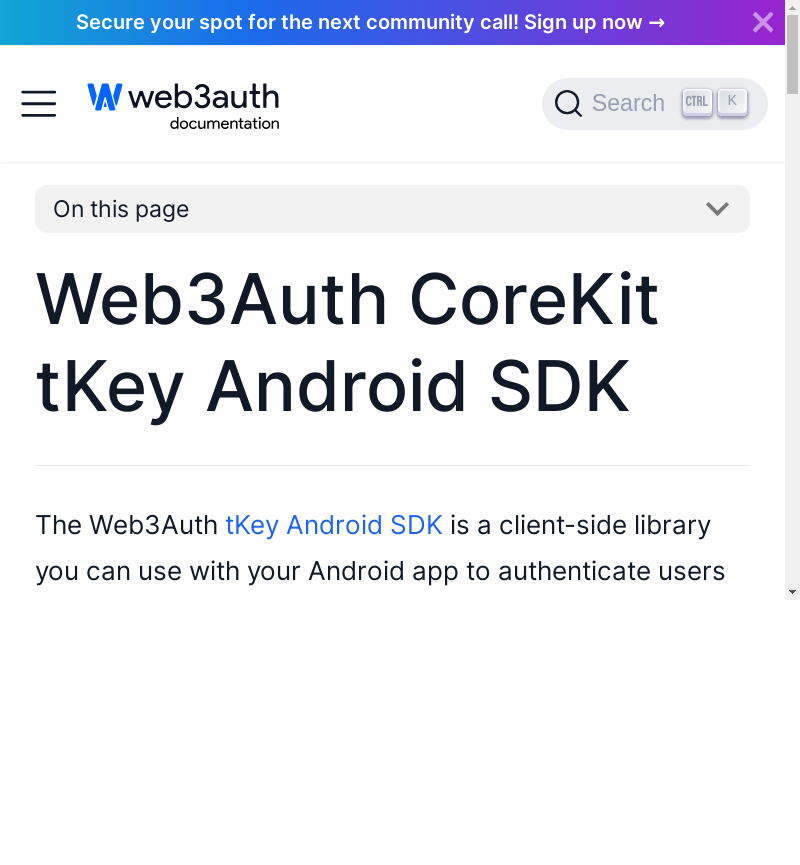 Secure your spot for the next community call! Sign up now →
web3auth
documentation
Search CTRL K
On this page
Web3Auth CoreKit
tKey Android SDK
The Web3Auth tKey Android SDK is a client-side library
you can use with your Android app to authenticate users